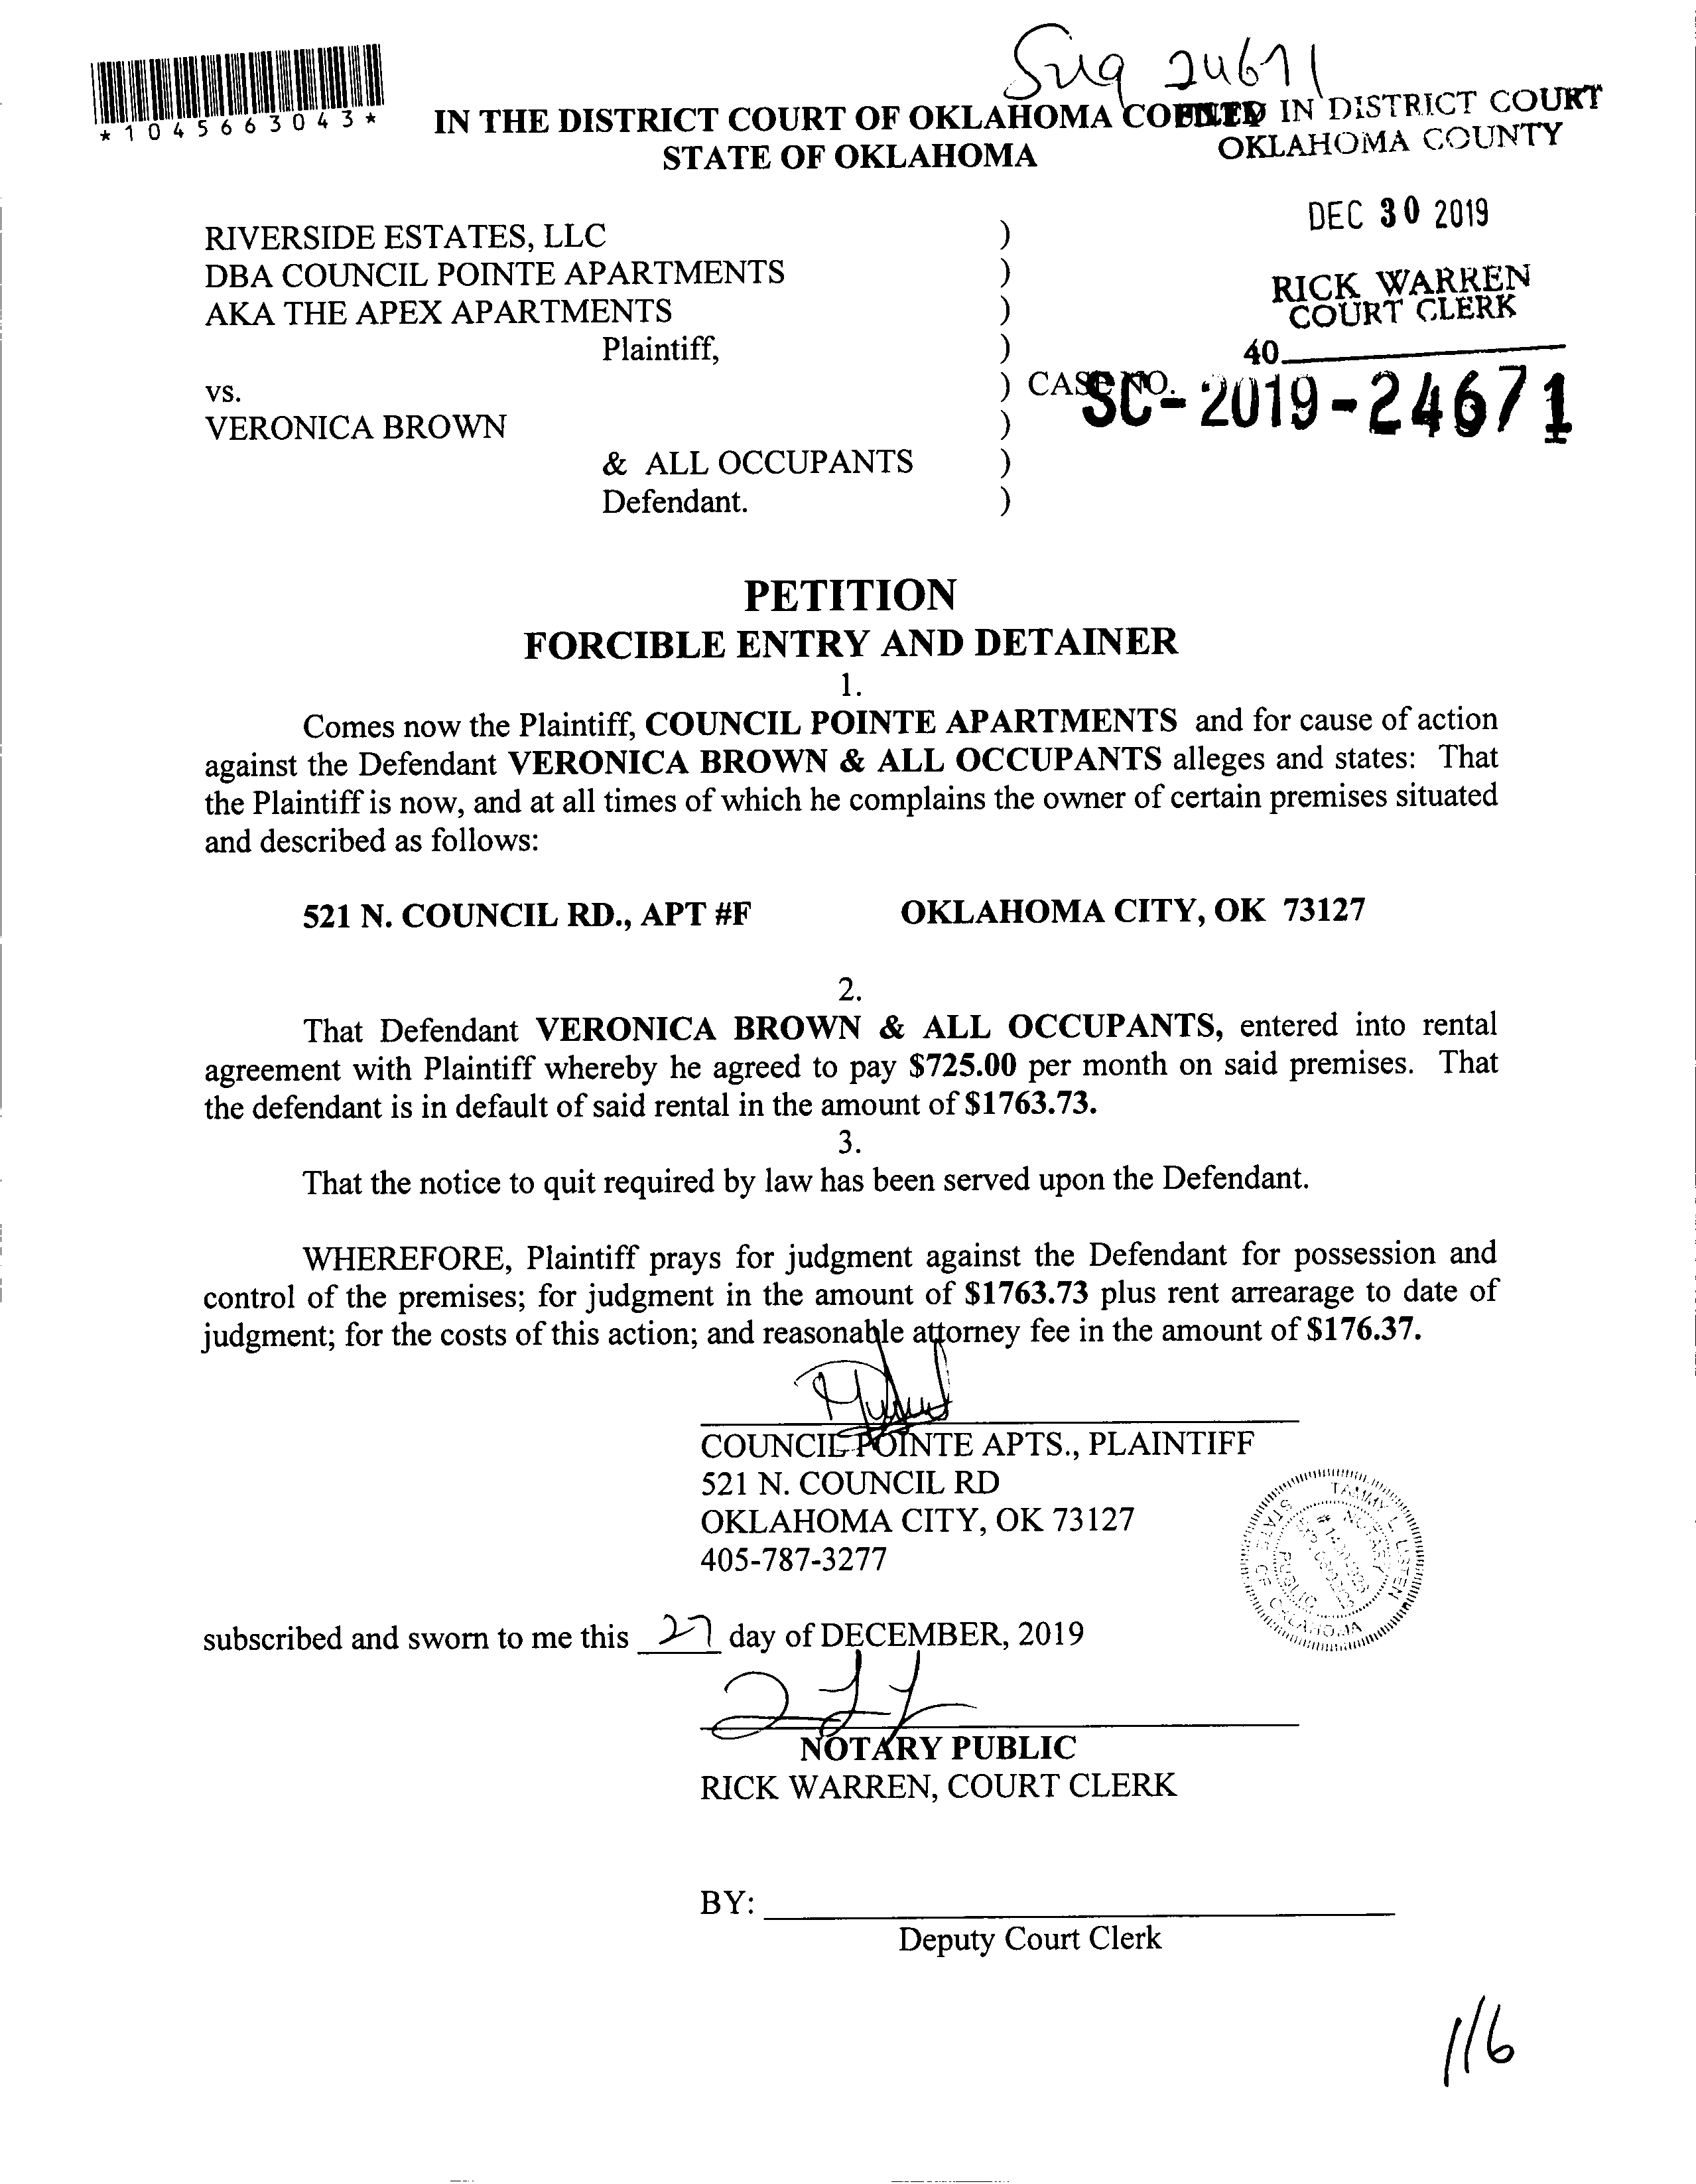 Sug 24671
*1045663043*
IN THE DISTRICT COURT OF OKLAHOMA
FILED IN DISTRICT COURT
STATE OF OKLAHOMA
OKLAHOMA COUNTY
DEC 30 2019
RIVERSIDE ESTATES, LLC )
DBA COUNCIL POINTE APARTMENTS )
RICK WARREN
COURT CLERK
AKA THE APEX APARTMENTS )
Plaintiff, )
40
vs. ) CASE NO. SC-2019-24671
VERONICA BROWN )
& ALL OCCUPANTS )
Defendant. )
PETITION
FORCIBLE ENTRY AND DETAINER
1.
Comes now the Plaintiff, COUNCIL POINTE APARTMENTS and for cause of action
against the Defendant VERONICA BROWN & ALL OCCUPANTS alleges and states: That
the Plaintiff is now, and at all times of which he complains the owner of certain premises situated
and described as follows:
521 N. COUNCIL RD., APT #F OKLAHOMA CITY, OK 73127
2.
That Defendant VERONICA BROWN & ALL OCCUPANTS, entered into rental
agreement with Plaintiff whereby he agreed to pay $725.00 per month on said premises. That
the defendant is in default of said rental in the amount of $1763.73.
3.
That the notice to quit required by law has been served upon the Defendant.
WHEREFORE, Plaintiff prays for judgment against the Defendant for possession and
control of the premises; for judgment in the amount of $1763.73 plus rent arrearage to date of
judgment; for the costs of this action; and reasonable attorney fee in the amount of $176.37.
COUNCIL POINTE APTS., PLAINTIFF
521 N. COUNCIL RD
OKLAHOMA CITY, OK 73127
405-787-3277
TAMMY L.
NOTARY
PUBLIC
STATE OF OKLAHOMA
subscribed and sworn to me this 27 day of DECEMBER, 2019
NOTARY PUBLIC
RICK WARREN, COURT CLERK
BY:
Deputy Court Clerk
1/6